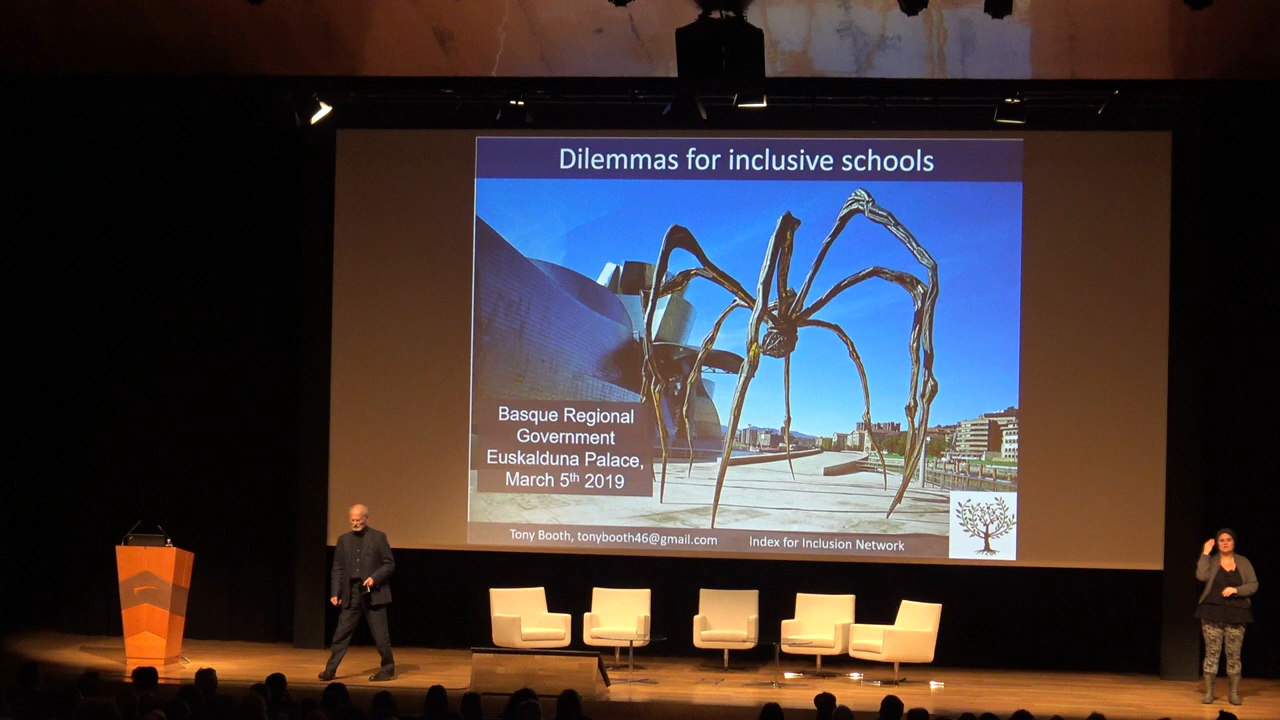 Dilemmas for inclusive schools
Basque Regional
Government
Euskalduna Palace,
March 5th 2019
Tony Booth, tonybooth46@gmail.com Index for Inclusion Network